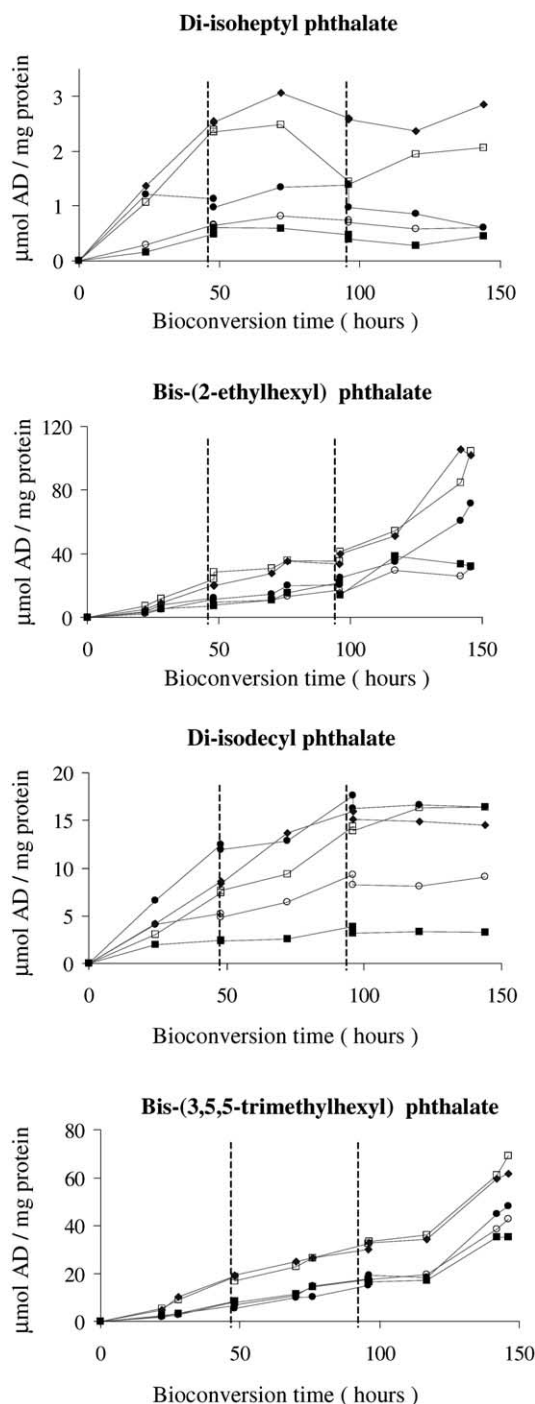 Di-isoheptyl phthalate
3
2
1
0
µmol AD / mg protein
0 50 100 150
Bioconversion time ( hours )
Bis-(2-ethylhexyl) phthalate
120
80
40
0
µmol AD / mg protein
0 50 100 150
Bioconversion time ( hours )
Di-isodecyl phthalate
20
15
10
5
0
µmol AD / mg protein
0 50 100 150
Bioconversion time ( hours )
Bis-(3,5,5-trimethylhexyl) phthalate
80
60
40
20
0
µmol AD / mg protein
0 50 100 150
Bioconversion time ( hours )